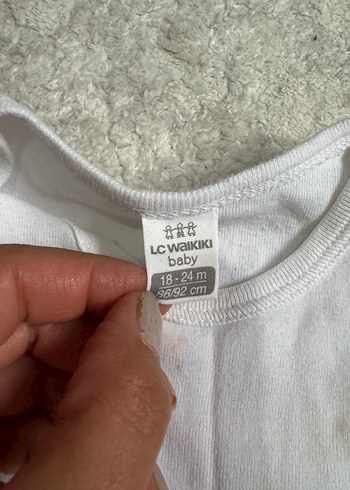 LC WAIKIKI
baby
18 - 24 m
86/92 cm